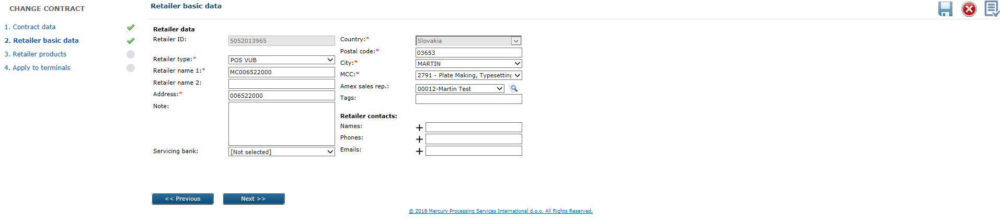 CHANGE CONTRACT
1. Contract data
2. Retailer basic data
3. Retailer products
4. Apply to terminals
Retailer basic data
Retailer data
Retailer ID: 5052013965
Retailer type:* POS VUB
Retailer name 1:* MC006522000
Retailer name 2:
Address:* 006522000
Note:
Servicing bank: [Not selected]
Country:* Slovakia
Postal code:* 03653
City:* MARTIN
MCC:* 2791 - Plate Making, Typesetting
Amex sales rep.: 00012-Martin Test
Tags:
Retailer contacts:
Names:
Phones:
Emails:
<< Previous
Next >>
© 2018 Mercury Processing Services International d.o.o. All Rights Reserved.